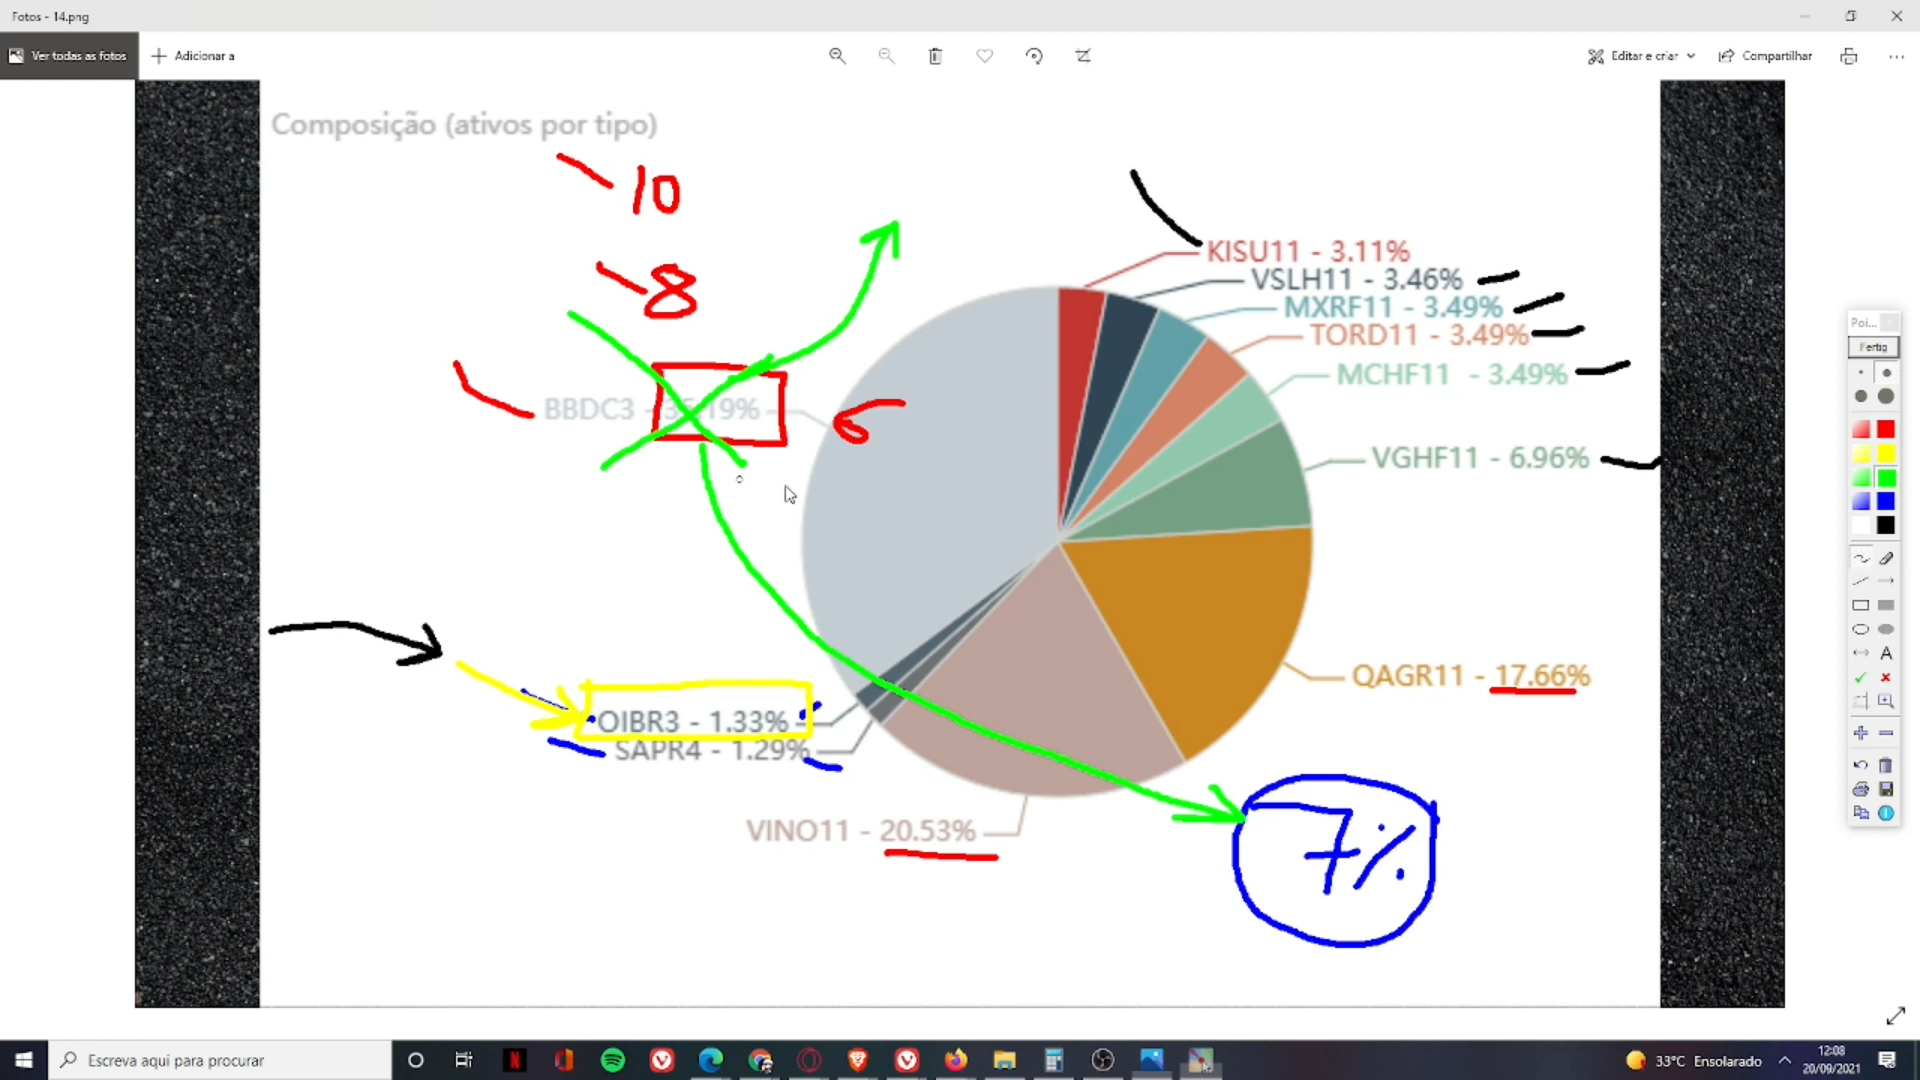 Fotos - 14.png
Ver todas as fotos
Adicionar a
Editar e criar
Compartilhar
Composição (ativos por tipo)
10
8
KISU11 - 3.11%
VSLH11 - 3.46%
MXRF11 - 3.49%
TORD11 - 3.49%
MCHF11 - 3.49%
BBDC3 - 35.19%
VGHF11 - 6.96%
QAGR11 - 17.66%
OIBR3 - 1.33%
SAPR4 - 1.29%
VINO11 - 20.53%
7%
Poi...
Fertig
A
Escreva aqui para procurar
33°C Ensolarado
12:08
20/09/2021